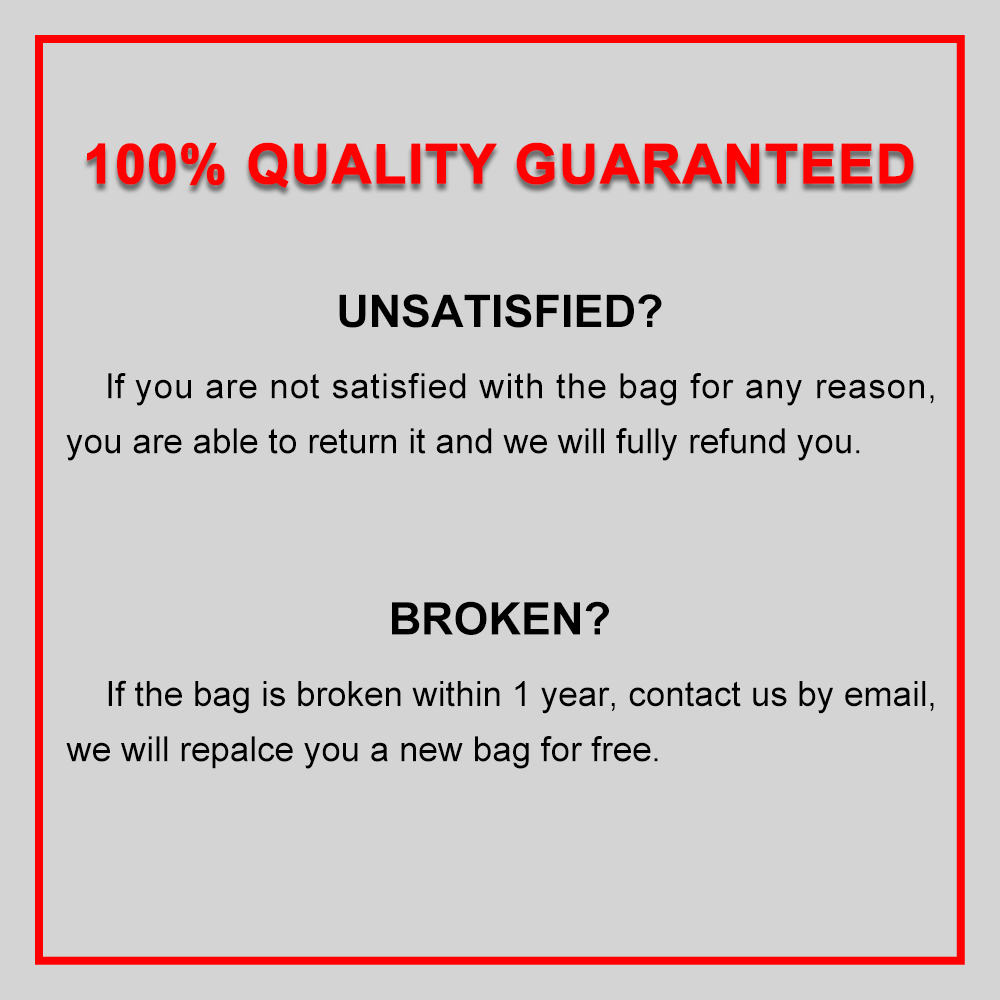 100% QUALITY GUARANTEED
UNSATISFIED?
If you are not satisfied with the bag for any reason,
you are able to return it and we will fully refund you.
BROKEN?
If the bag is broken within 1 year, contact us by email,
we will repalce you a new bag for free.